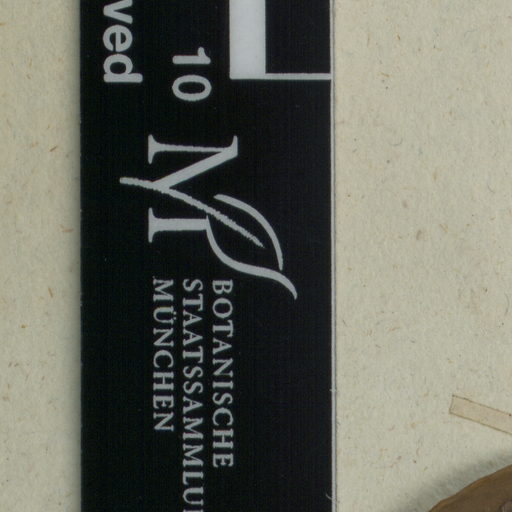 ved
10
BOTANISCHE
STAATSSAMMLU
MÜNCHEN